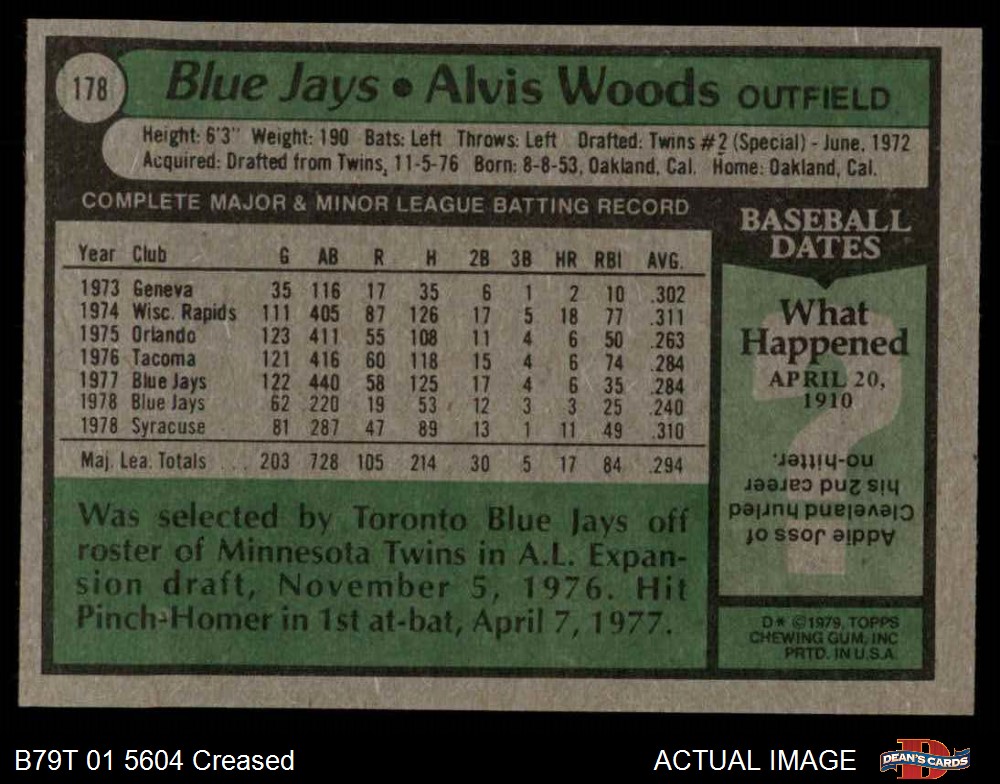 178
Blue Jays • Alvis Woods OUTFIELD
Height: 6'3" Weight: 190 Bats: Left Throws: Left Drafted: Twins #2 (Special) - June, 1972
Acquired: Drafted from Twins, 11-5-76 Born: 8-8-53, Oakland, Cal. Home: Oakland, Cal.
COMPLETE MAJOR & MINOR LEAGUE BATTING RECORD
Year Club G AB R H 2B 3B HR RBI AVG.
1973 Geneva 35 116 17 35 6 1 2 10 .302
1974 Wisc. Rapids 111 405 87 126 17 5 18 77 .311
1975 Orlando 123 411 55 108 11 4 6 50 .263
1976 Tacoma 121 416 60 118 15 4 6 74 .284
1977 Blue Jays 122 440 58 125 17 4 6 35 .284
1978 Blue Jays 62 220 19 53 12 3 3 25 .240
1978 Syracuse 81 287 47 89 13 1 11 49 .310
Maj. Lea. Totals . . . 203 728 105 214 30 5 17 84 .294
Was selected by Toronto Blue Jays off
roster of Minnesota Twins in A.L. Expan-
sion draft, November 5, 1976. Hit
Pinch-Homer in 1st at-bat, April 7, 1977.
BASEBALL
DATES
What
Happened
APRIL 20,
1910
Addie Joss of
Cleveland hurled
his 2nd career
no-hitter.
D* ©1979, TOPPS
CHEWING GUM, INC
PRTD. IN U.S.A.
B79T 01 5604 Creased
ACTUAL IMAGE
D
DEAN'S CARDS